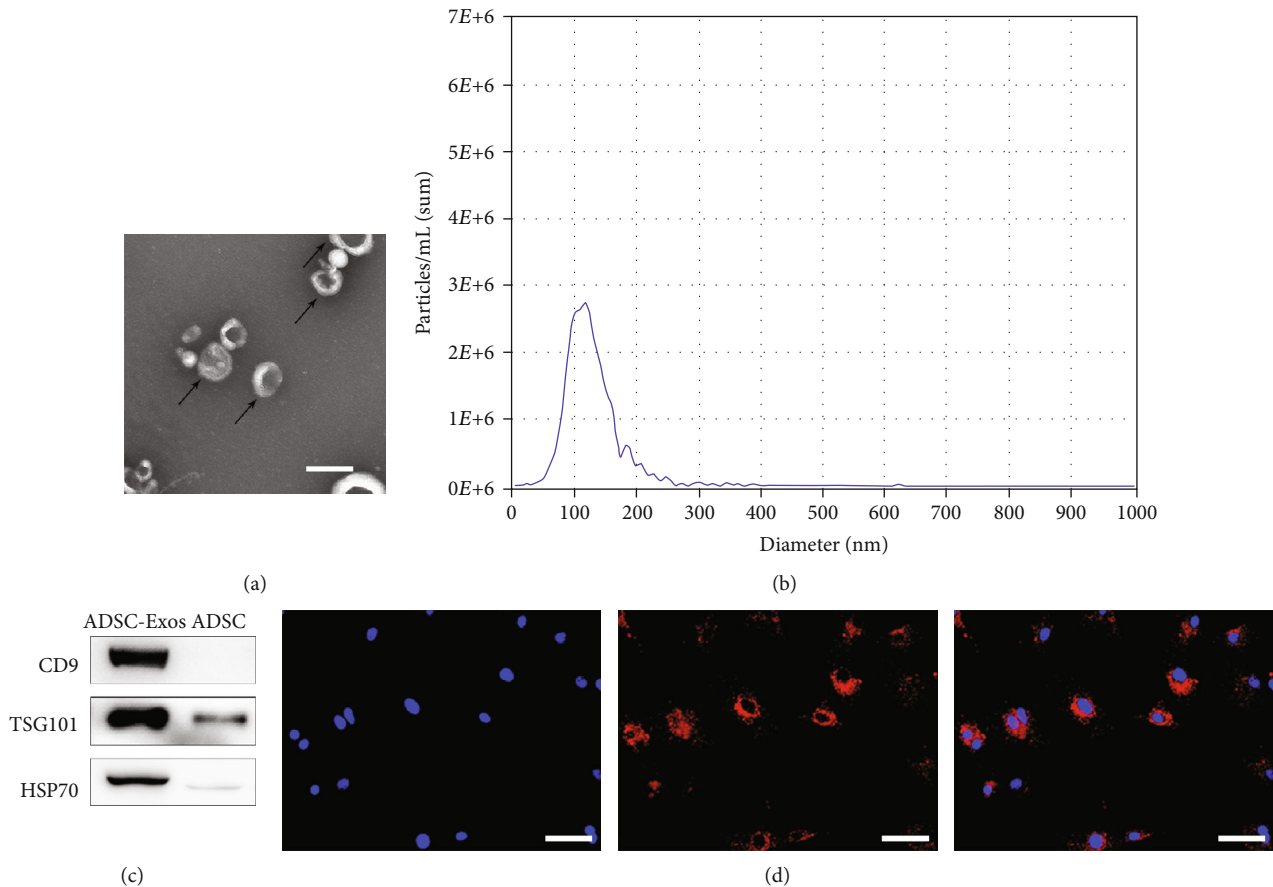 7E+6
6E+6
5E+6
4E+6
3E+6
2E+6
1E+6
0E+6
Particles/mL (sum)
0 100 200 300 400 500 600 700 800 900 1000
Diameter (nm)
(a)
(b)
ADSC-Exos ADSC
CD9
TSG101
HSP70
(c)
(d)